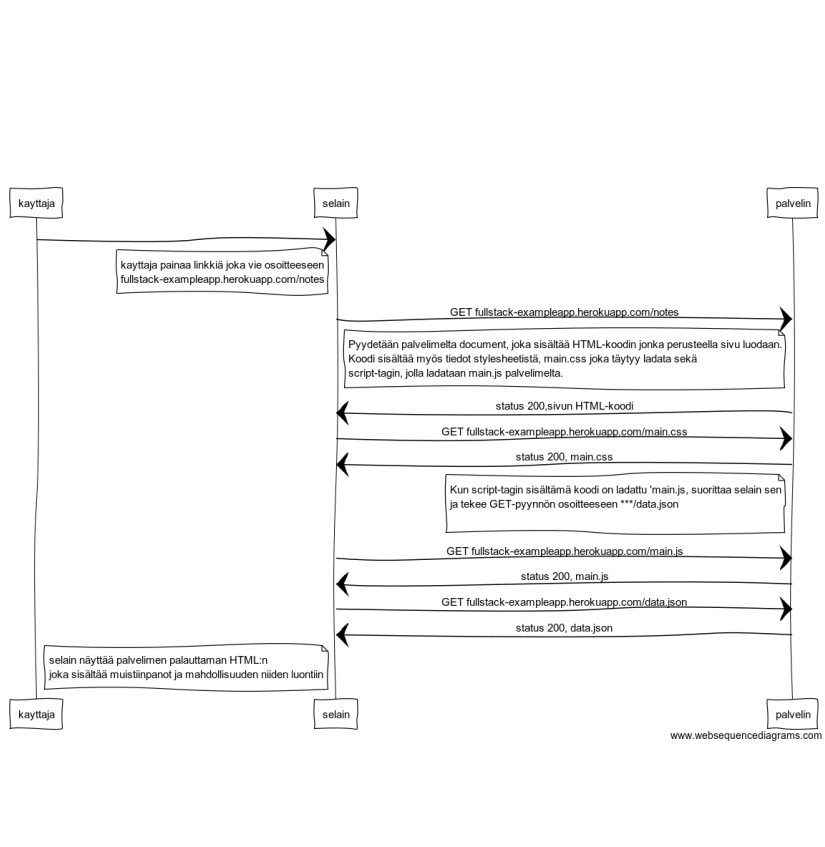 kayttaja
selain
palvelin
kayttaja painaa linkkiä joka vie osoitteeseen
fullstack-exampleapp.herokuapp.com/notes
GET fullstack-exampleapp.herokuapp.com/notes
Pyydetään palvelimelta document, joka sisältää HTML-koodin jonka perusteella sivu luodaan.
Koodi sisältää myös tiedot stylesheetistä, main.css joka täytyy ladata sekä
script-tagin, jolla ladataan main.js palvelimelta.
status 200,sivun HTML-koodi
GET fullstack-exampleapp.herokuapp.com/main.css
status 200, main.css
Kun script-tagin sisältämä koodi on ladattu 'main.js, suorittaa selain sen
ja tekee GET-pyynnön osoitteeseen ***/data.json
GET fullstack-exampleapp.herokuapp.com/main.js
status 200, main.js
GET fullstack-exampleapp.herokuapp.com/data.json
status 200, data.json
selain näyttää palvelimen palauttaman HTML:n
joka sisältää muistiinpanot ja mahdollisuuden niiden luontiin
kayttaja
selain
palvelin
www.websequencediagrams.com